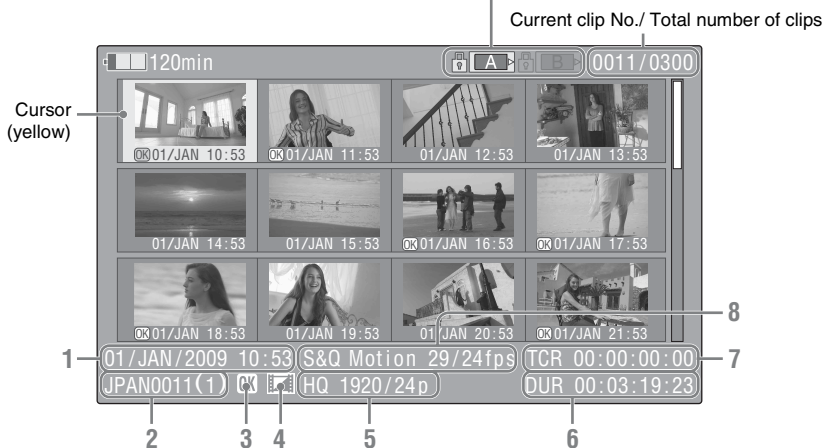 Current clip No./ Total number of clips
120min A B 0011/0300
Cursor
(yellow)
OK 01/JAN 10:53 OK 01/JAN 11:53 01/JAN 12:53 01/JAN 13:53
01/JAN 14:53 01/JAN 15:53 OK 01/JAN 16:53 OK 01/JAN 17:53
OK 01/JAN 18:53 01/JAN 19:53 01/JAN 20:53 OK 01/JAN 21:53
8
1 01/JAN/2009 10:53 S&Q Motion 29/24fps TCR 00:00:00:00 7
JPAN0011(1) OK HQ 1920/24p DUR 00:03:19:23
2 3 4 5 6